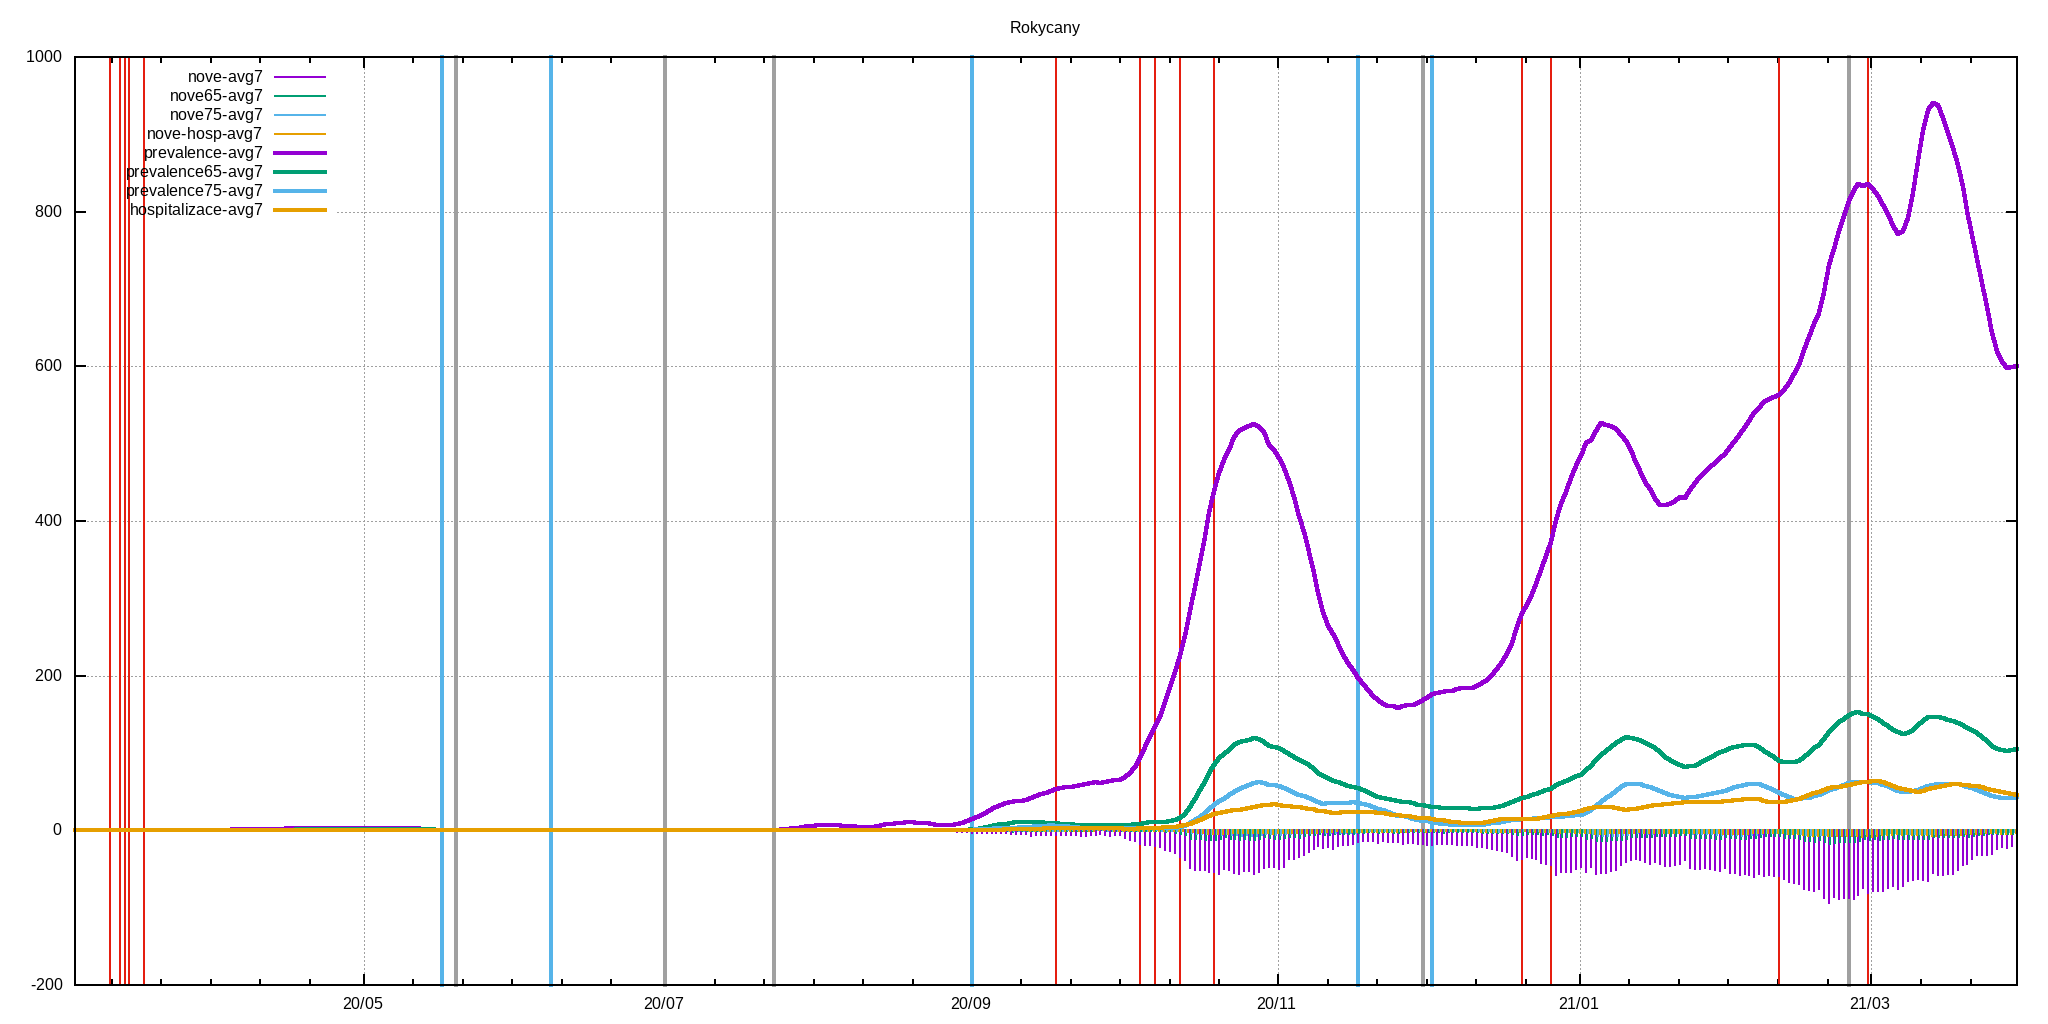 Rokycany
1000
800
600
400
200
0
-200
nove-avg7
nove65-avg7
nove75-avg7
nove-hosp-avg7
prevalence-avg7
prevalence65-avg7
prevalence75-avg7
hospitalizace-avg7
20/05 20/07 20/09 20/11 21/01 21/03